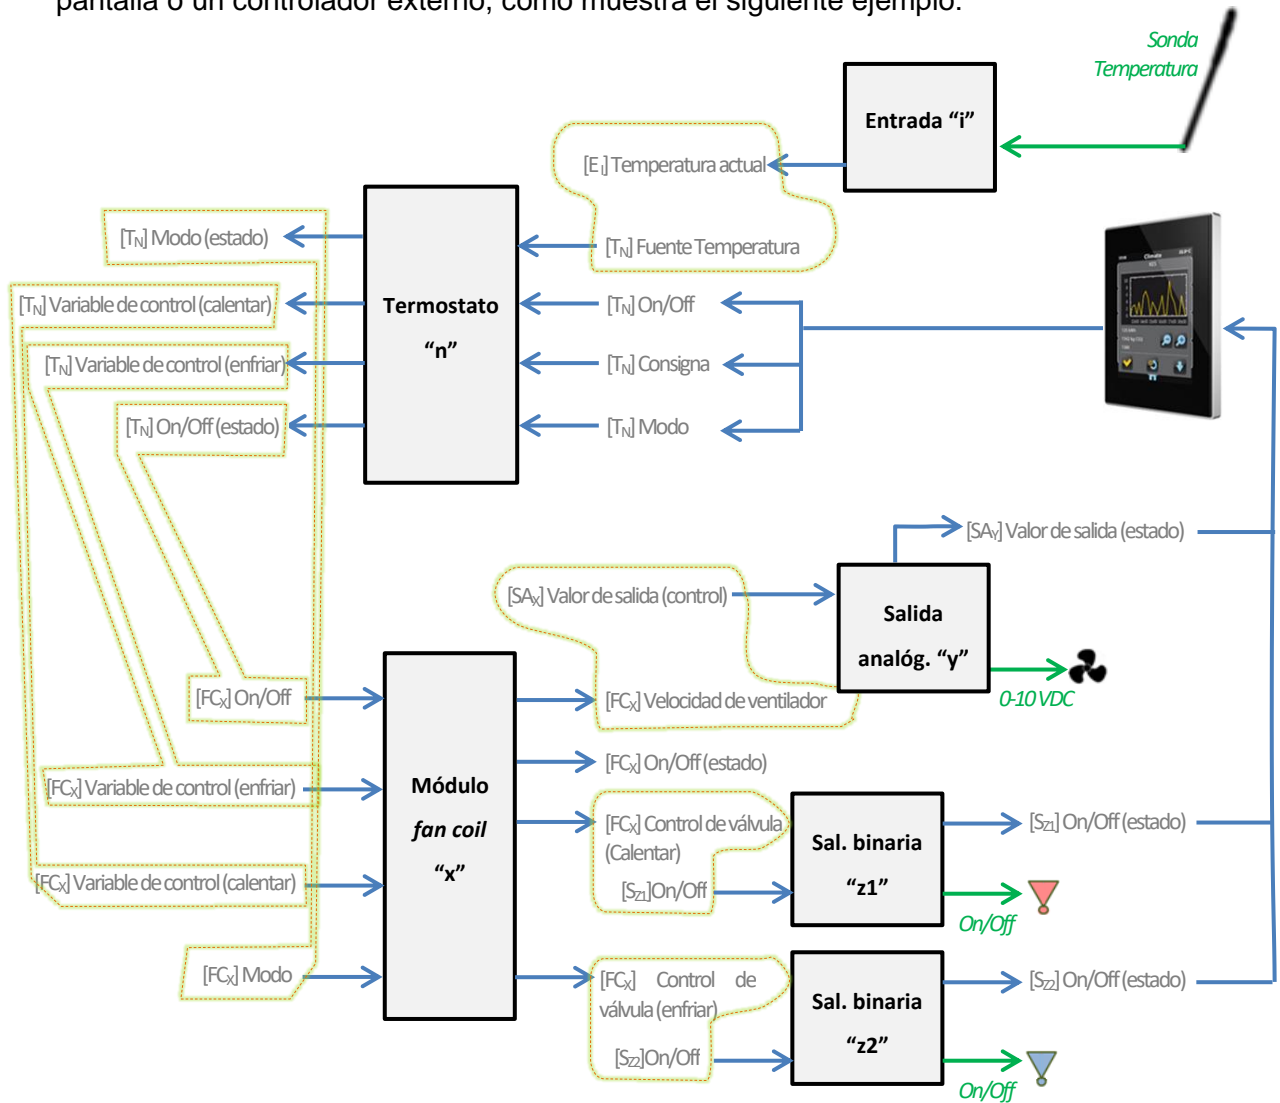 pantalla o un controlador externo, como muestra el siguiente ejemplo:
Sonda
Temperatura
Entrada “i”
[EI] Temperatura actual
[TN] Modo (estado)
[TN] Fuente Temperatura
[TN] Variable de control (calentar)
Termostato
“n”
[TN] On/Off
[TN] Variable de control (enfriar)
[TN] Consigna
[TN] On/Off (estado)
[TN] Modo
Climate
[SAY] Valor de salida (estado)
[SAX] Valor de salida (control)
Salida
analóg. “y”
0-10 VDC
[FCX] On/Off
[FCX] Velocidad de ventilador
[FCX] On/Off (estado)
[FCX] Variable de control (enfriar)
Módulo
fan coil
“x”
[FCX] Control de válvula
(Calentar)
[SZ1]On/Off
Sal. binaria
“z1”
[SZ1] On/Off (estado)
On/Off
[FCX] Variable de control (calentar)
[FCX] Modo
[FCX] Control de
válvula (enfriar)
[SZ2]On/Off
Sal. binaria
“z2”
[SZ2] On/Off (estado)
On/Off